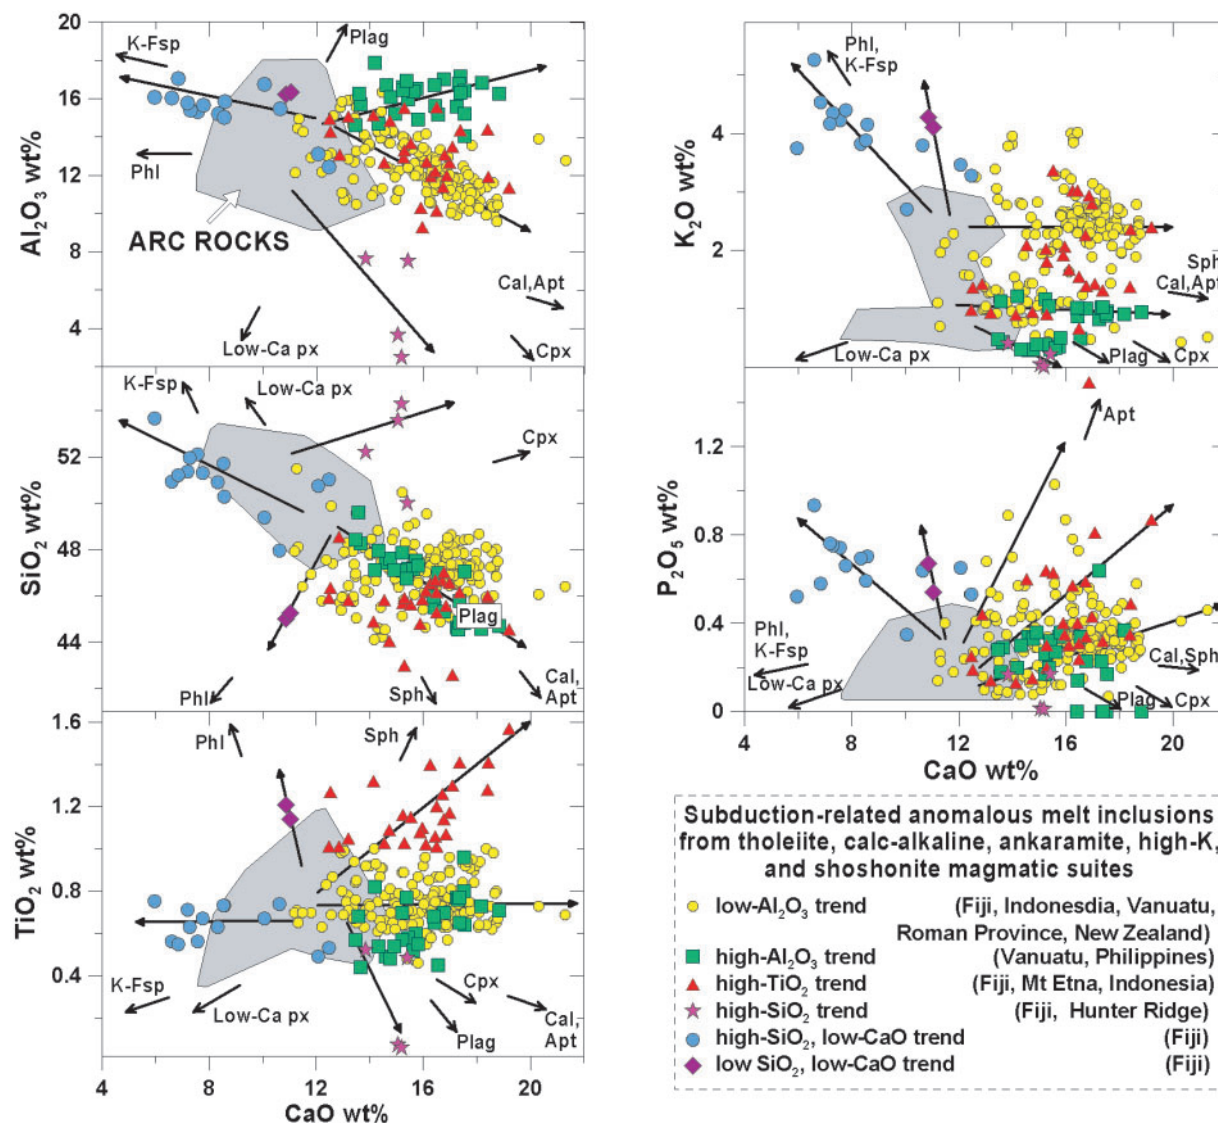 20
16
12
8
4
Al2O3 wt%
K-Fsp
Plag
Phl
ARC ROCKS
Low-Ca px
Cal,Apt
Cpx
52
48
44
SiO2 wt%
K-Fsp
Low-Ca px
Cpx
Plag
Phl
Sph
Cal,
Apt
1.6
1.2
0.8
0.4
TiO2 wt%
Phl
Sph
K-Fsp
Low-Ca px
Cpx
Plag
Cal,
Apt
4 8 12 16 20
CaO wt%
4
2
K2O wt%
Phl,
K-Fsp
Sph
Cal,Apt
Low-Ca px
Plag
Cpx
1.2
0.8
0.4
0
P2O5 wt%
Apt
Phl,
K-Fsp
Low-Ca px
Cal,Sph
Plag
Cpx
4 8 12 16 20
CaO wt%
Subduction-related anomalous melt inclusions
from tholeiite, calc-alkaline, ankaramite, high-K,
and shoshonite magmatic suites
low-Al2O3 trend (Fiji, Indonesdia, Vanuatu,
Roman Province, New Zealand)
high-Al2O3 trend (Vanuatu, Philippines)
high-TiO2 trend (Fiji, Mt Etna, Indonesia)
high-SiO2 trend (Fiji, Hunter Ridge)
high-SiO2, low-CaO trend (Fiji)
low SiO2, low-CaO trend (Fiji)